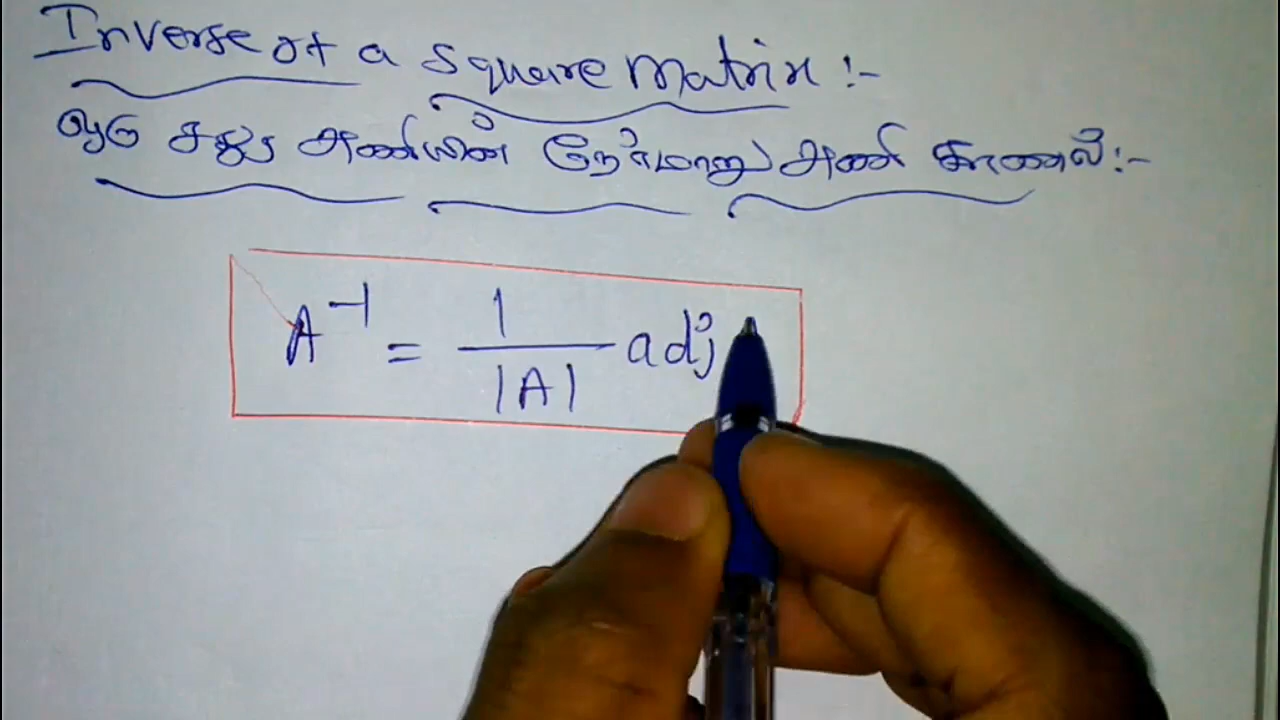 Inverse of a Square Matrix :-
ஒரு சதுர அணியின் நேர்மாறு அணி காணல் :-
A⁻¹ = 1/|A| adj